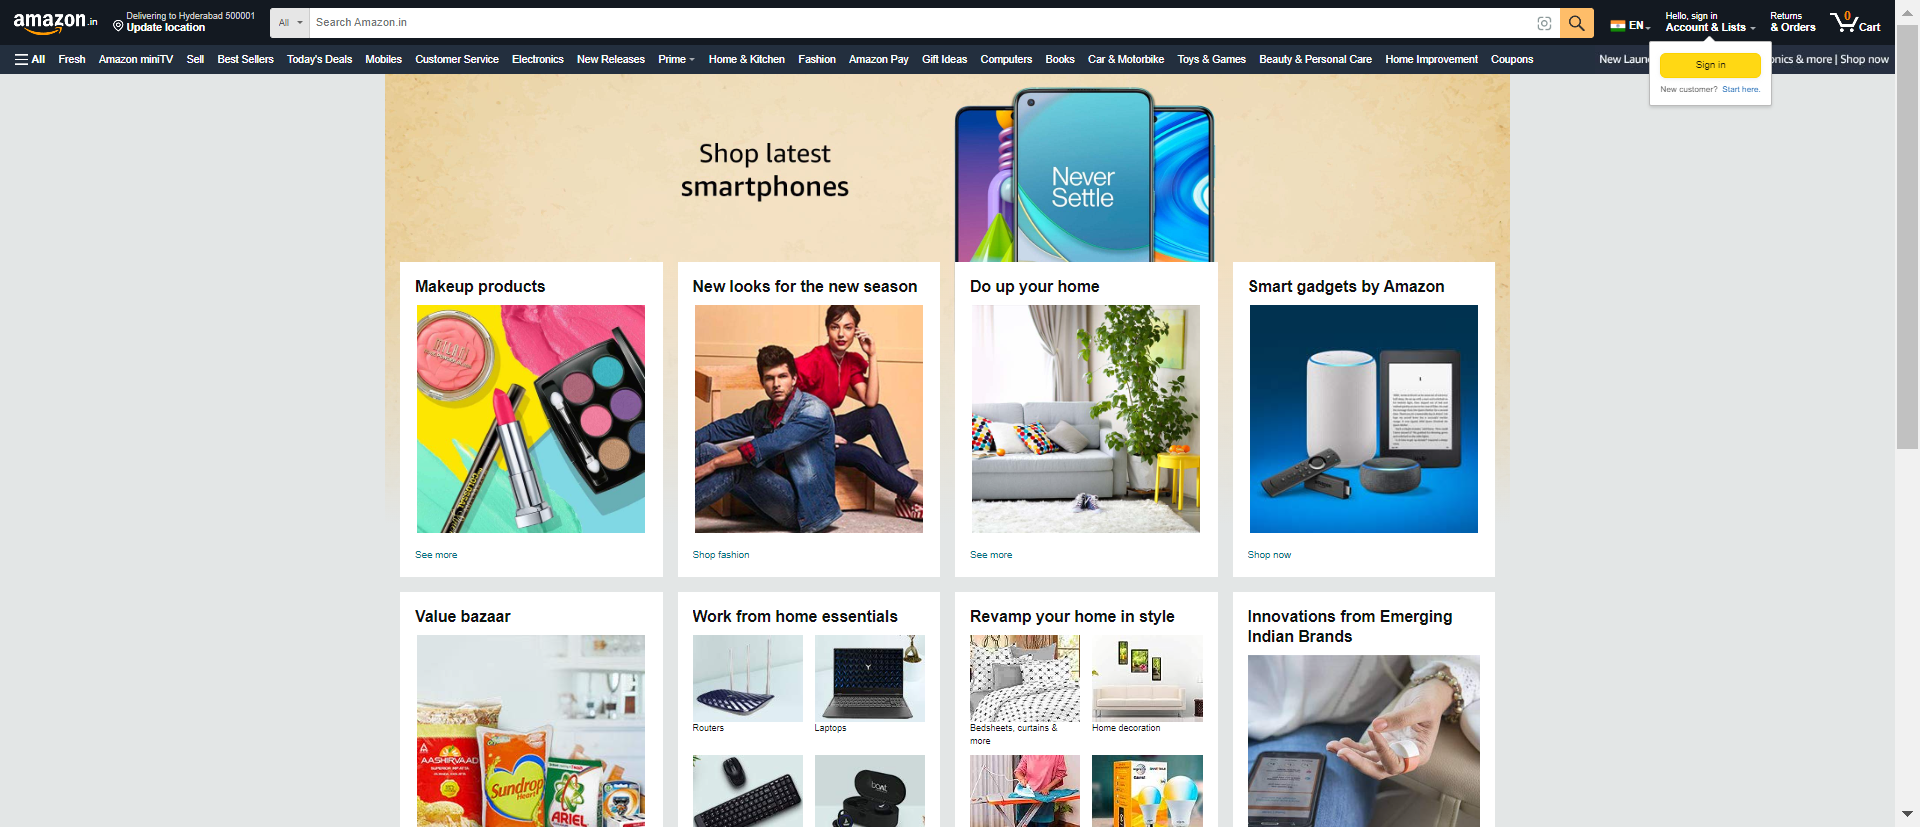 amazon.in
Delivering to Hyderabad 500001
Update location
All
Search Amazon.in
EN
Hello, sign in
Account & Lists
Returns
& Orders
0
Cart
All
Fresh
Amazon miniTV
Sell
Best Sellers
Today's Deals
Mobiles
Customer Service
Electronics
New Releases
Prime
Home & Kitchen
Fashion
Amazon Pay
Gift Ideas
Computers
Books
Car & Motorbike
Toys & Games
Beauty & Personal Care
Home Improvement
Coupons
New
& more | Shop now
Sign in
New customer? Start here.
Shop latest
smartphones
Never
Settle
Makeup products
New looks for the new season
Do up your home
Smart gadgets by Amazon
See more
Shop fashion
See more
Shop now
Value bazaar
Work from home essentials
Revamp your home in style
Innovations from Emerging
Indian Brands
Routers
Laptops
Bedsheets, curtains &
more
Home decoration
AASHIRVAAD
Sundrop
Heart
ARIEL
boAt